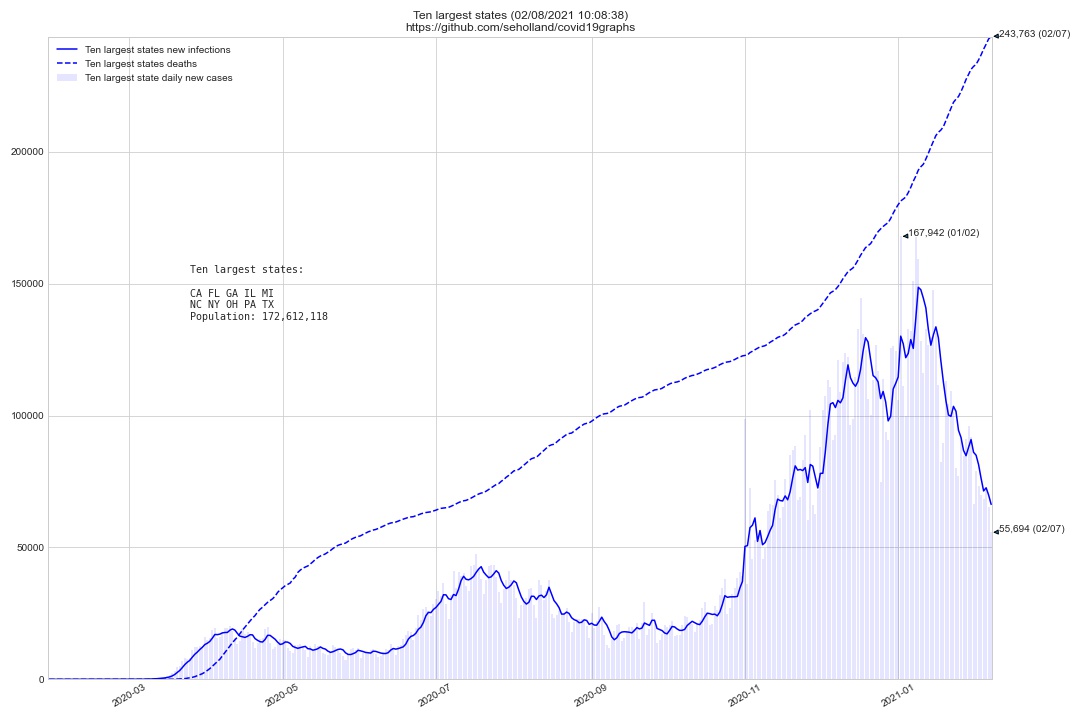 Ten largest states (02/08/2021 10:08:38)
https://github.com/seholland/covid19graphs
243,763 (02/07)
Ten largest states new infections
Ten largest states deaths
Ten largest state daily new cases
200000
167,942 (01/02)
Ten largest states:
CA FL GA IL MI
NC NY OH PA TX
Population: 172,612,118
150000
100000
55,694 (02/07)
50000
0
2020-03
2020-05
2020-07
2020-09
2020-11
2021-01